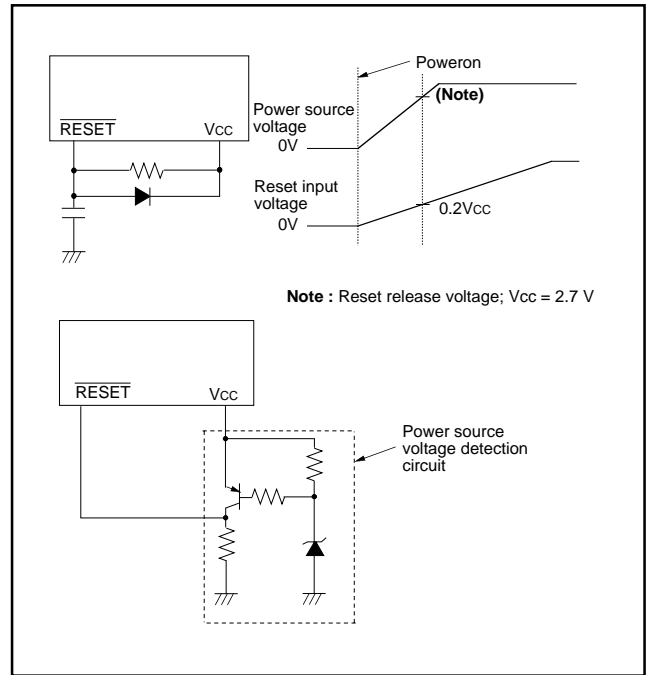 Poweron
(Note)
Power source
voltage
0V
RESET
Vcc
Reset input
voltage
0V
0.2Vcc
Note : Reset release voltage; Vcc = 2.7 V
RESET
Vcc
Power source
voltage detection
circuit